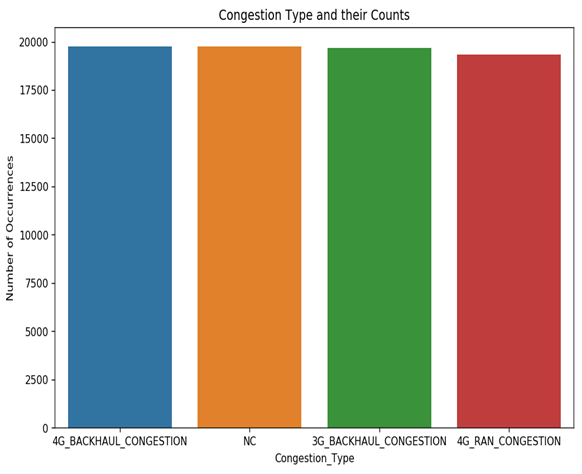 Congestion Type and their Counts
Number of Occurrences
20000
17500
15000
12500
10000
7500
5000
2500
0
4G_BACKHAUL_CONGESTION NC 3G_BACKHAUL_CONGESTION 4G_RAN_CONGESTION
Congestion_Type